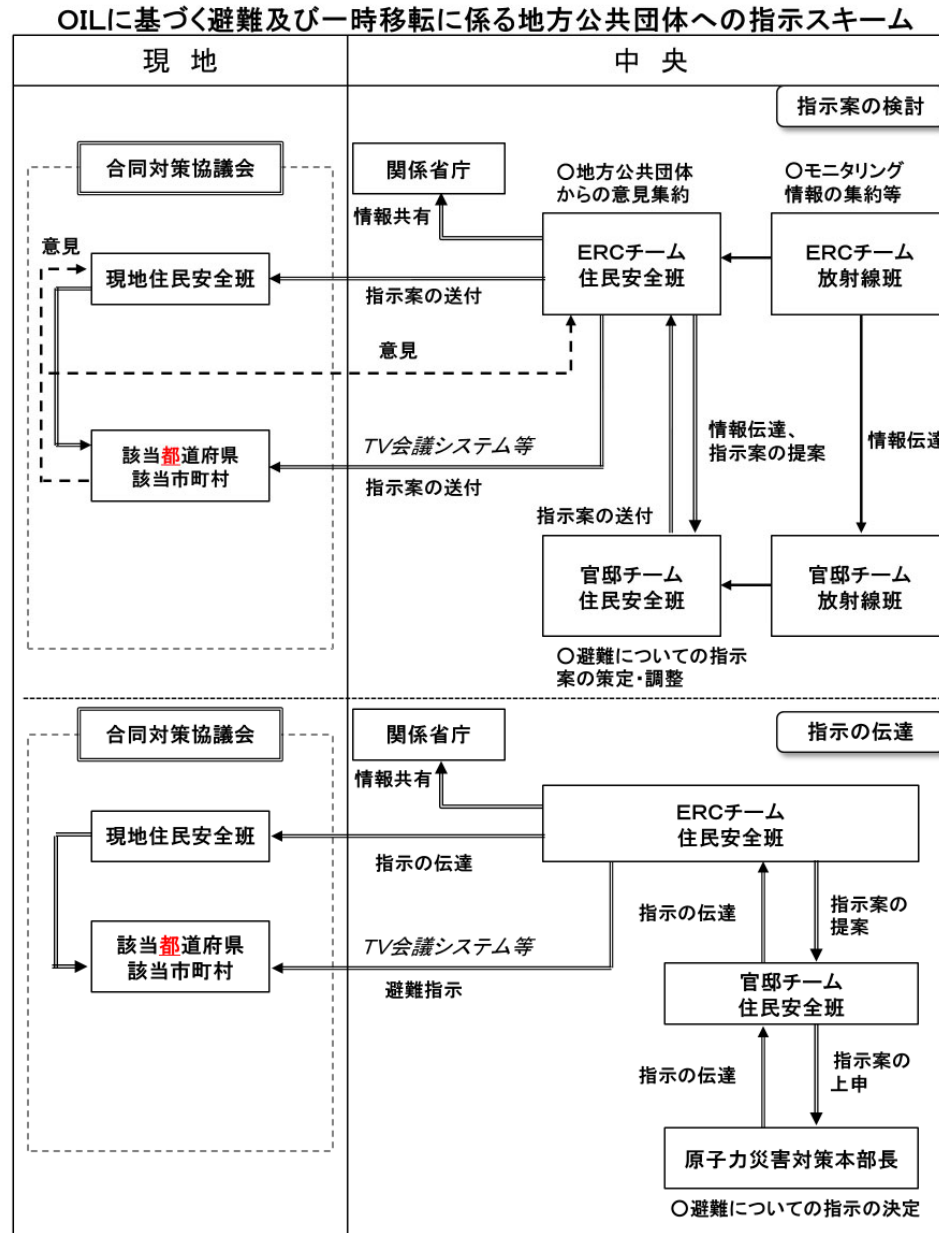 OILに基づく避難及び一時移転に係る地方公共団体への指示スキーム
現 地
中 央
指示案の検討
合同対策協議会
関係省庁
○地方公共団体
からの意見集約
○モニタリング
情報の集約等
情報共有
意見
現地住民安全班
ERCチーム
住民安全班
ERCチーム
放射線班
指示案の送付
意見
該当都道府県
該当市町村
TV会議システム等
指示案の送付
情報伝達、
指示案の提案
情報伝達
指示案の送付
官邸チーム
住民安全班
官邸チーム
放射線班
○避難についての指示
案の策定・調整
合同対策協議会
関係省庁
指示の伝達
情報共有
現地住民安全班
ERCチーム
住民安全班
指示の伝達
該当都道府県
該当市町村
TV会議システム等
避難指示
指示の伝達
指示案の
提案
官邸チーム
住民安全班
指示の伝達
指示案の
上申
原子力災害対策本部長
○避難についての指示の決定